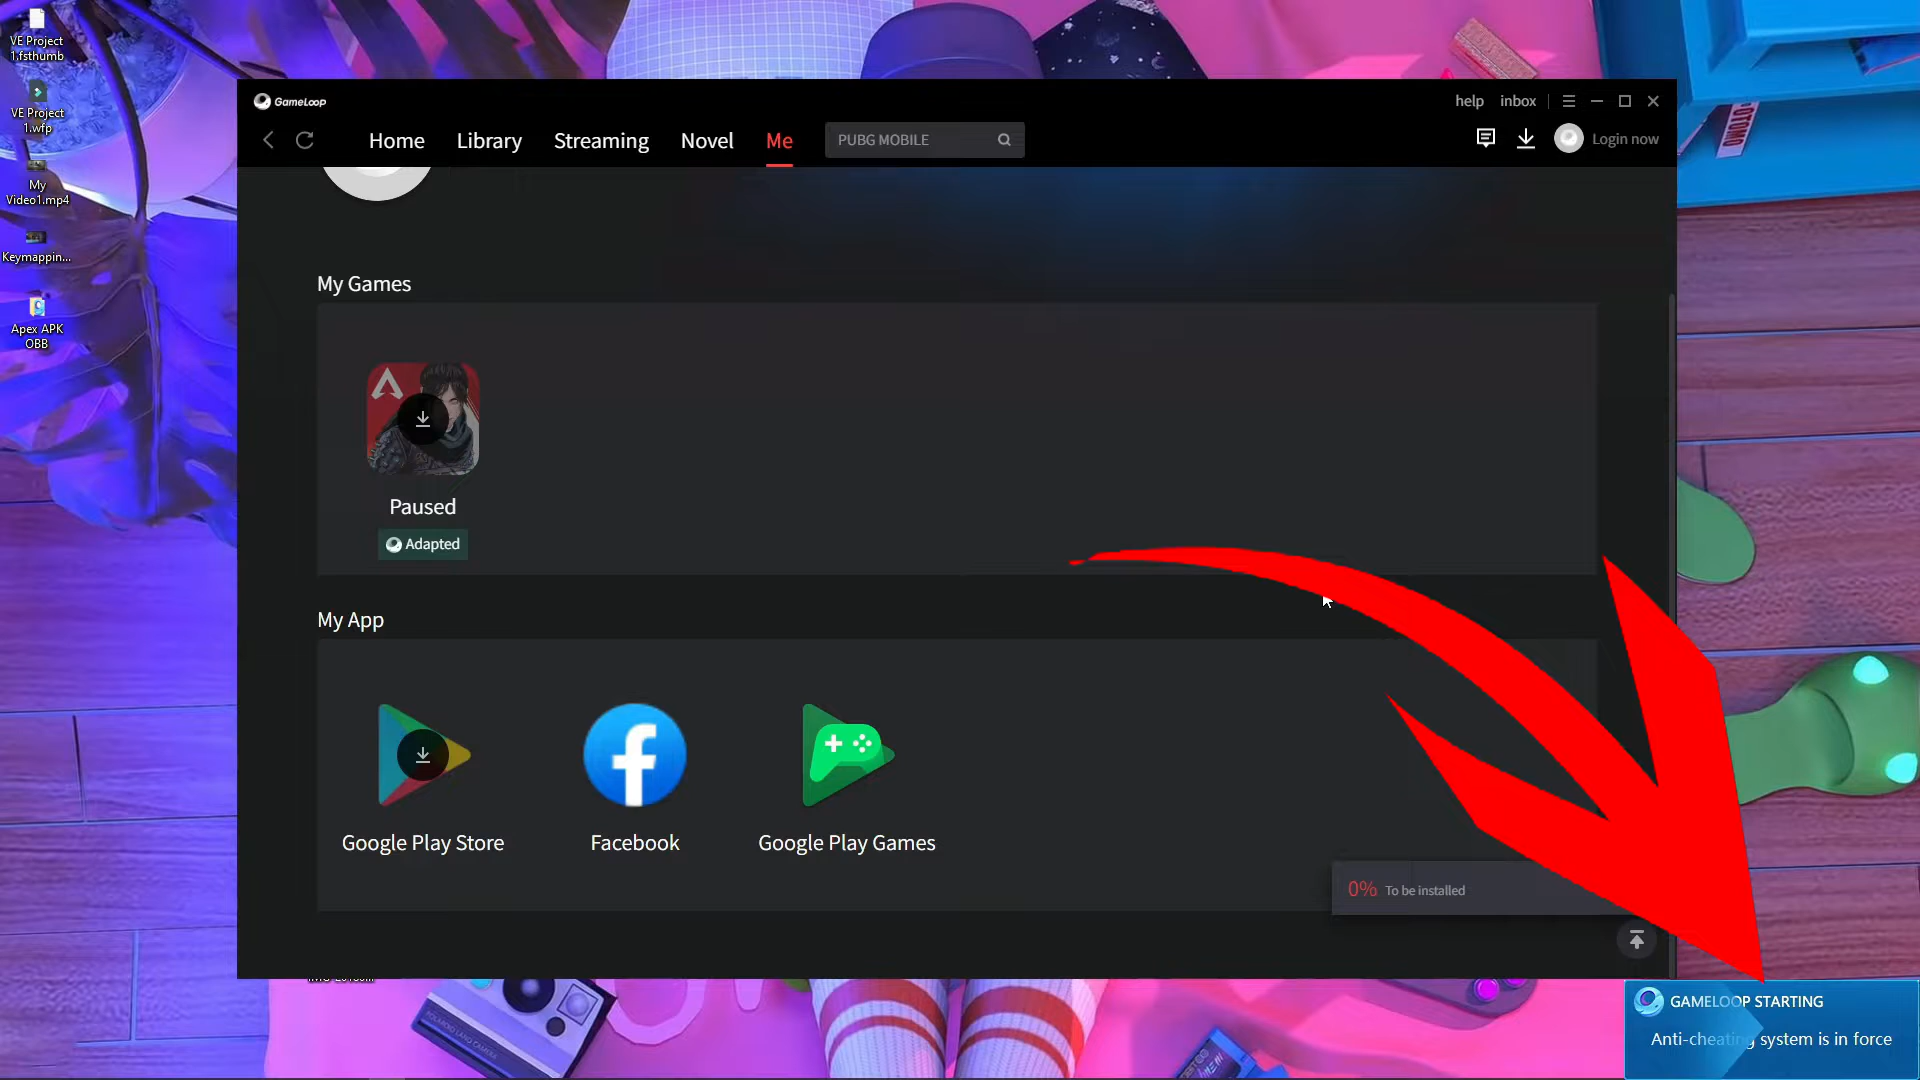 VE Project
1.fsthumb
VE Project
1.wfp
My
Video1.mp4
Keymappin...
Apex APK
OBB
GameLoop
help
inbox
Home
Library
Streaming
Novel
Me
PUBG MOBILE
Login now
My Games
Paused
Adapted
My App
Google Play Store
Facebook
Google Play Games
0% To be installed
GAMELOOP STARTING
Anti-cheating system is in force